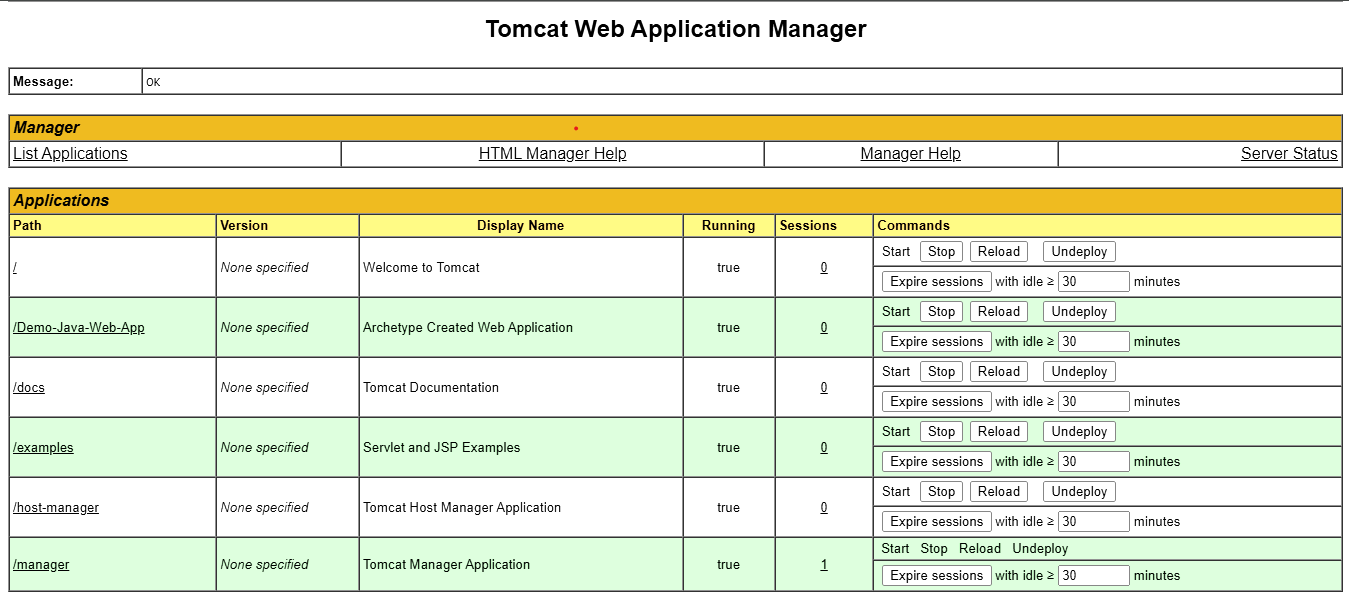 Tomcat Web Application Manager
Message: OK
Manager
List Applications HTML Manager Help Manager Help Server Status
Applications
Path Version Display Name Running Sessions Commands
/ None specified Welcome to Tomcat true 0 Start Stop Reload Undeploy
Expire sessions with idle ≥ 30 minutes
/Demo-Java-Web-App None specified Archetype Created Web Application true 0 Start Stop Reload Undeploy
Expire sessions with idle ≥ 30 minutes
/docs None specified Tomcat Documentation true 0 Start Stop Reload Undeploy
Expire sessions with idle ≥ 30 minutes
/examples None specified Servlet and JSP Examples true 0 Start Stop Reload Undeploy
Expire sessions with idle ≥ 30 minutes
/host-manager None specified Tomcat Host Manager Application true 0 Start Stop Reload Undeploy
Expire sessions with idle ≥ 30 minutes
/manager None specified Tomcat Manager Application true 1 Start Stop Reload Undeploy
Expire sessions with idle ≥ 30 minutes